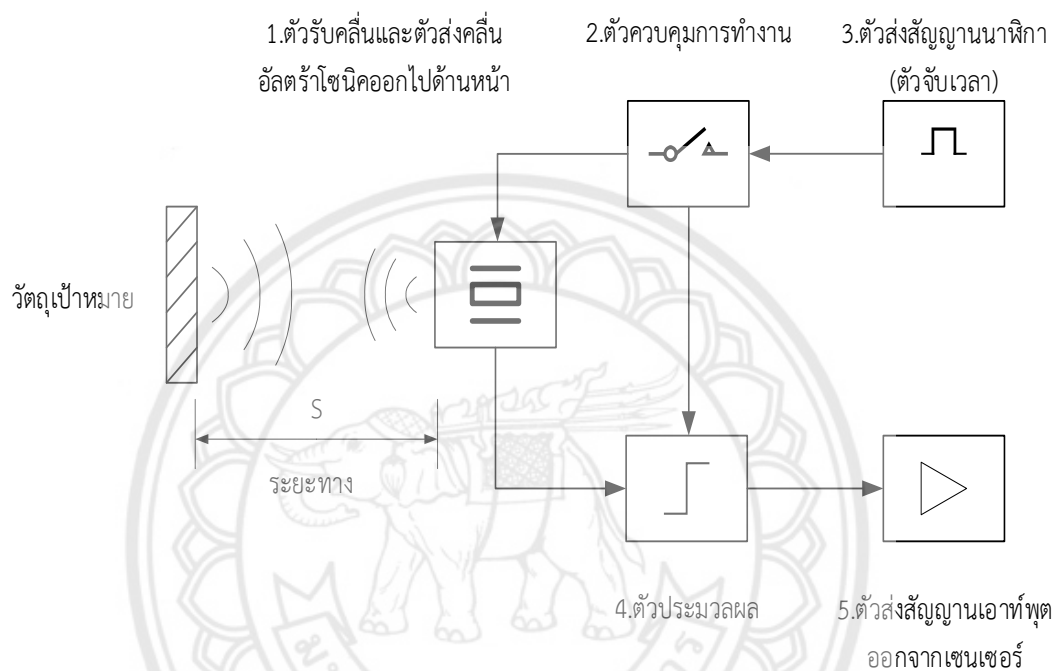 1.ตัวรับคลื่นและตัวส่งคลื่น
อัลตร้าโซนิคออกไปด้านหน้า
2.ตัวควบคุมการทำงาน
3.ตัวส่งสัญญานนาฬิกา
(ตัวจับเวลา)
วัตถุเป้าหมาย
S
ระยะทาง
4.ตัวประมวลผล
5.ตัวส่งสัญญานเอาท์พุต
ออกจากเซนเซอร์